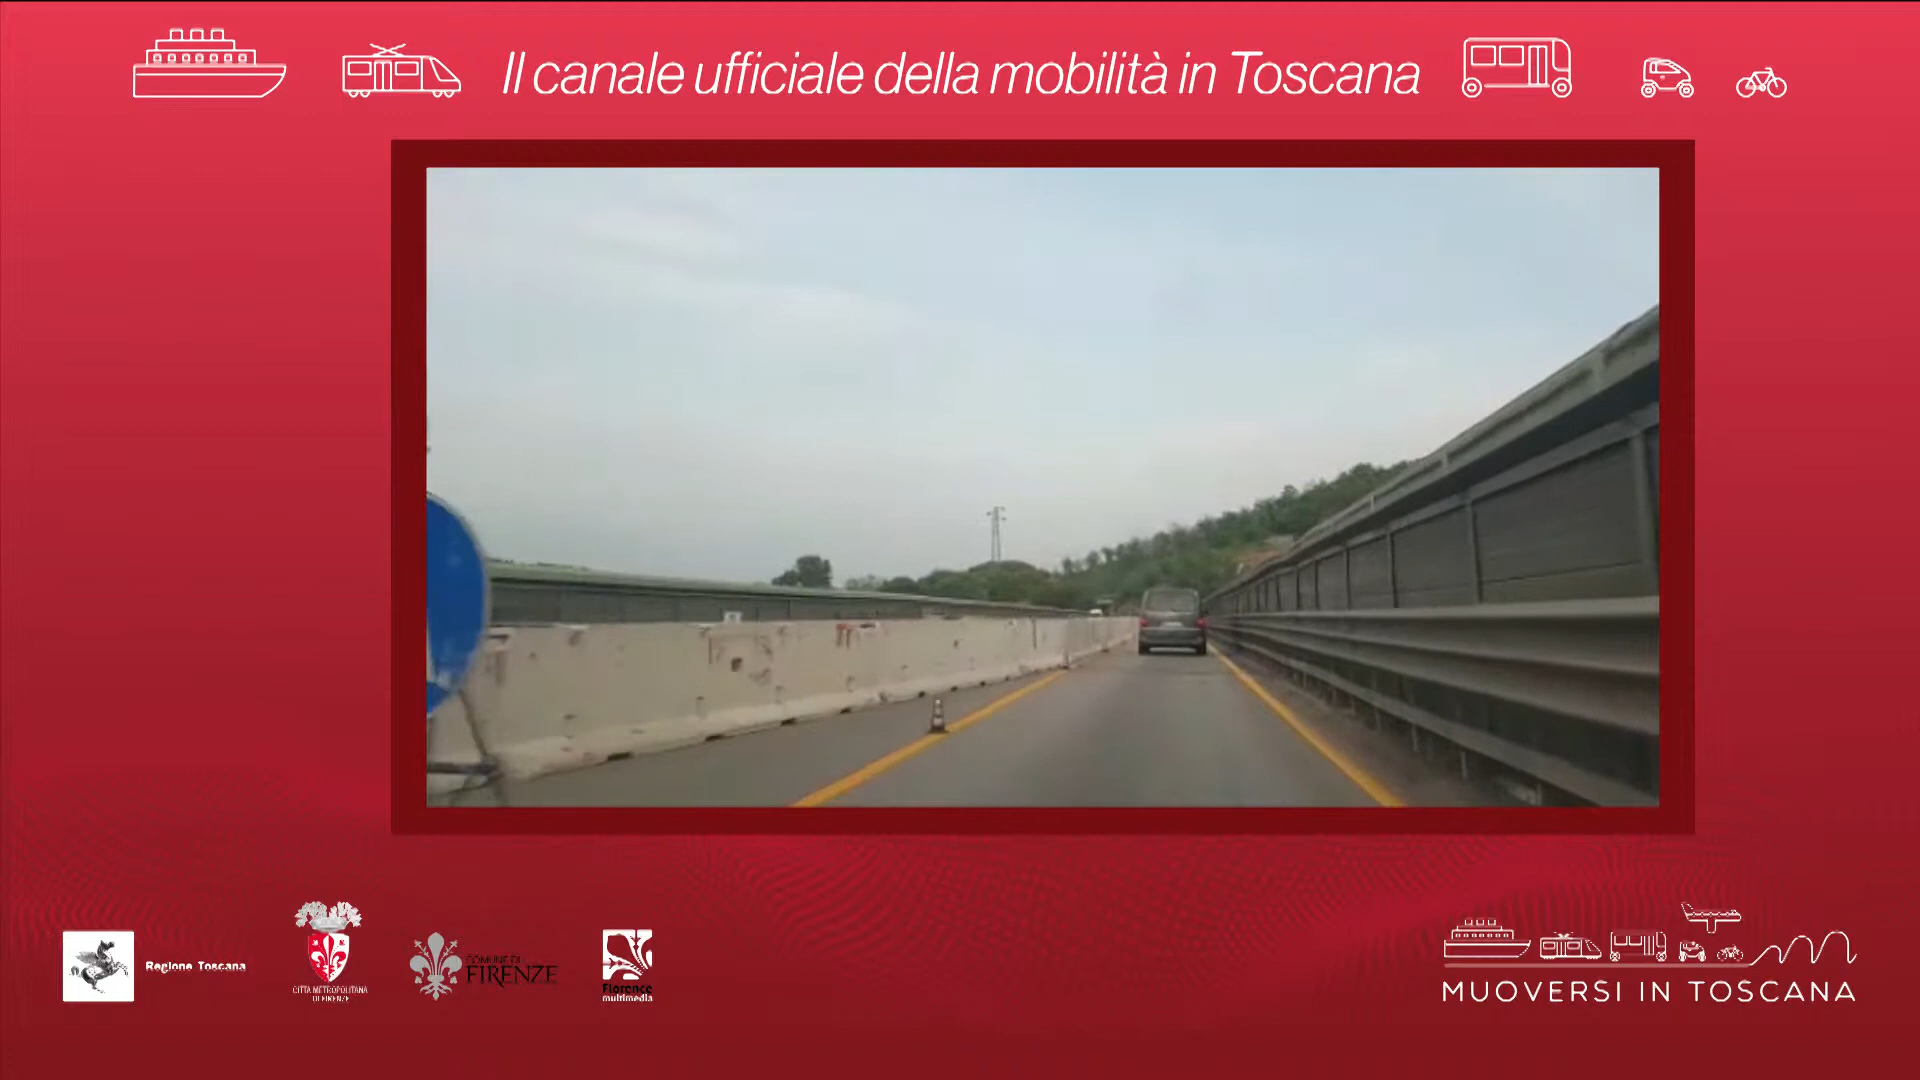 Il canale ufficiale della mobilità in Toscana
Regione Toscana
CITTÀ METROPOLITANA
DI FIRENZE
COMUNE DI
FIRENZE
Florence
multimedia
MUOVERSI IN TOSCANA